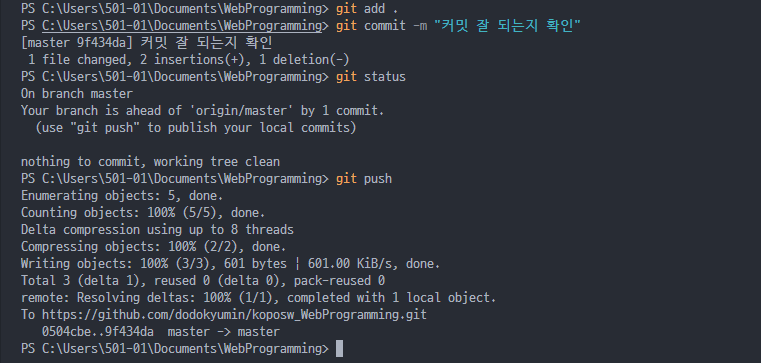 PS C:\Users\501-01\Documents\WebProgramming> git add .
PS C:\Users\501-01\Documents\WebProgramming> git commit -m "커밋 잘 되는지 확인"
[master 9f434da] 커밋 잘 되는지 확인
 1 file changed, 2 insertions(+), 1 deletion(-)
PS C:\Users\501-01\Documents\WebProgramming> git status
On branch master
Your branch is ahead of 'origin/master' by 1 commit.
  (use "git push" to publish your local commits)

nothing to commit, working tree clean
PS C:\Users\501-01\Documents\WebProgramming> git push
Enumerating objects: 5, done.
Counting objects: 100% (5/5), done.
Delta compression using up to 8 threads
Compressing objects: 100% (2/2), done.
Writing objects: 100% (3/3), 601 bytes | 601.00 KiB/s, done.
Total 3 (delta 1), reused 0 (delta 0), pack-reused 0
remote: Resolving deltas: 100% (1/1), completed with 1 local object.
To https://github.com/dodokyumin/koposw_WebProgramming.git
   0504cbe..9f434da  master -> master
PS C:\Users\501-01\Documents\WebProgramming>